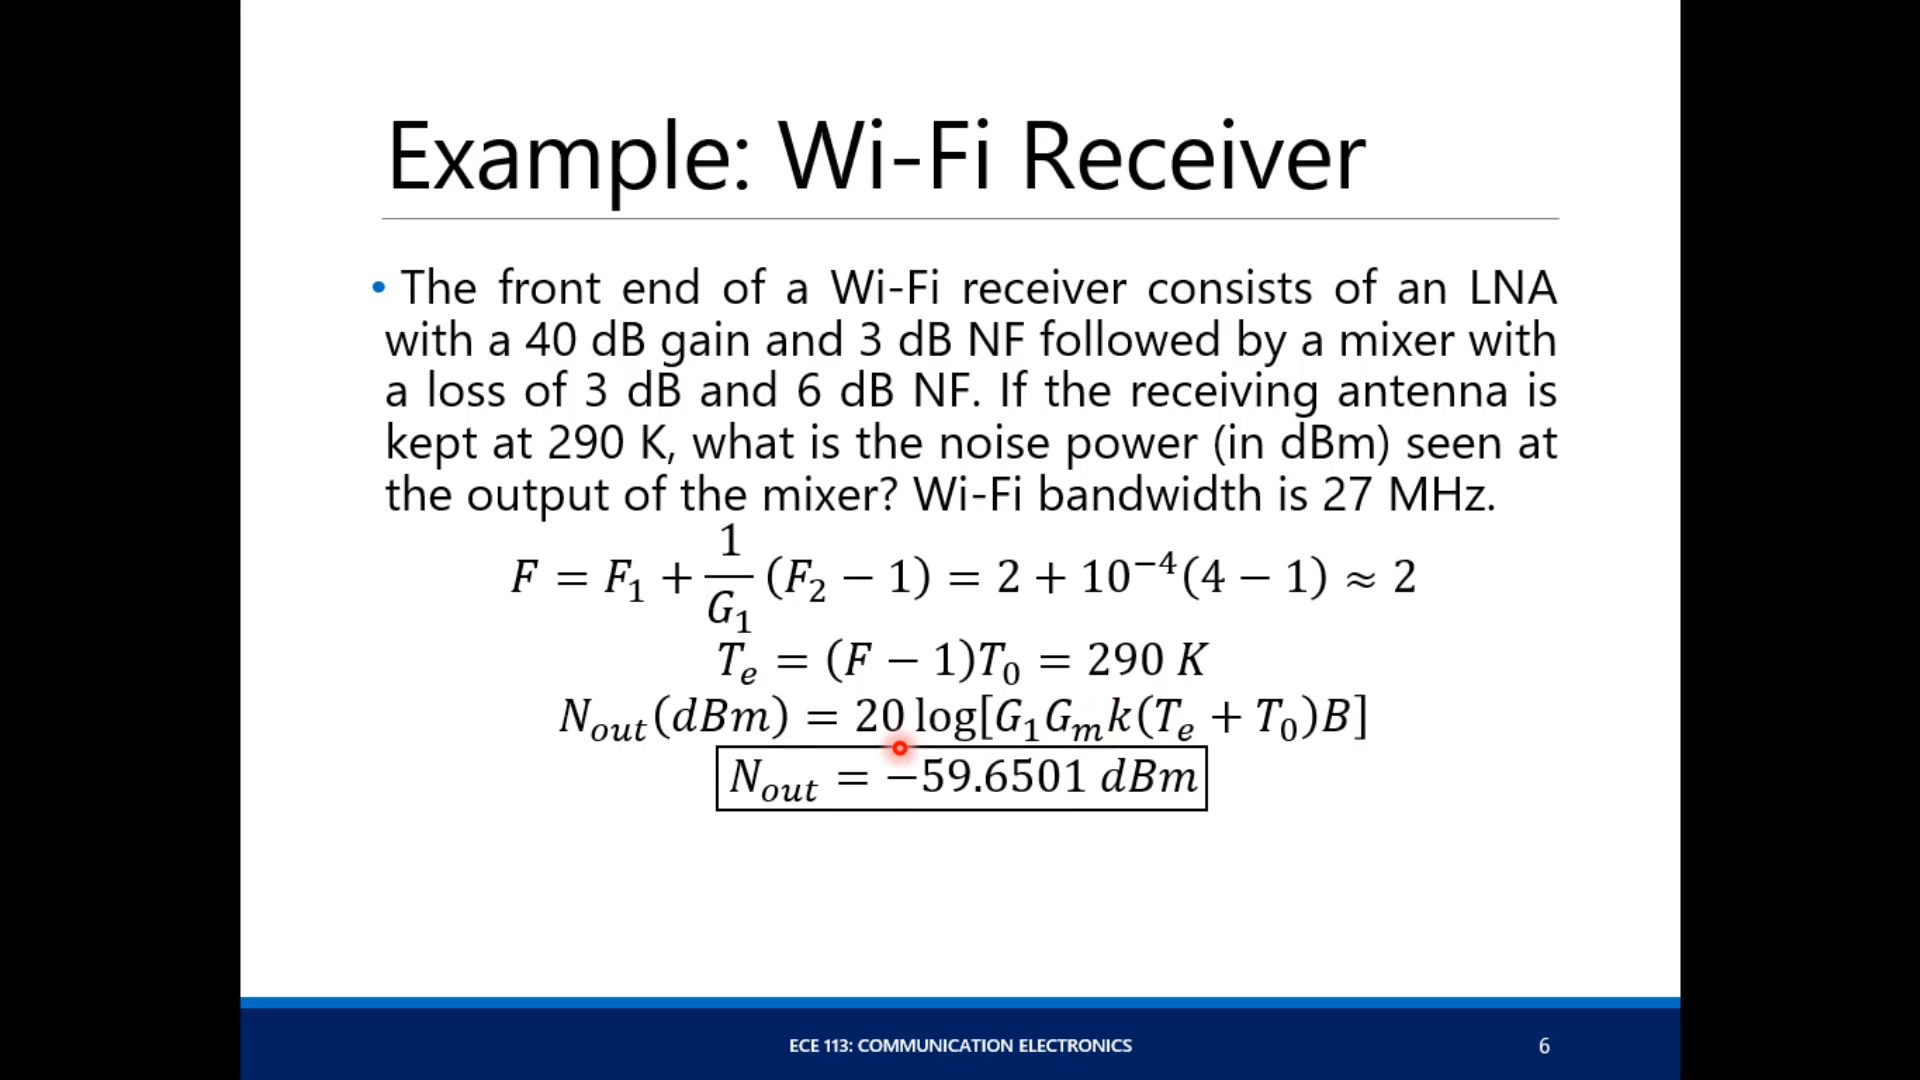 Example: Wi-Fi Receiver
• The front end of a Wi-Fi receiver consists of an LNA
with a 40 dB gain and 3 dB NF followed by a mixer with
a loss of 3 dB and 6 dB NF. If the receiving antenna is
kept at 290 K, what is the noise power (in dBm) seen at
the output of the mixer? Wi-Fi bandwidth is 27 MHz.
F = F₁ + 1/G₁ (F₂ − 1) = 2 + 10⁻⁴(4 − 1) ≈ 2
Tₑ = (F − 1)T₀ = 290 K
N_out(dBm) = 20 log[G₁G_m k(Tₑ + T₀)B]
N_out = −59.6501 dBm
ECE 113: COMMUNICATION ELECTRONICS
6